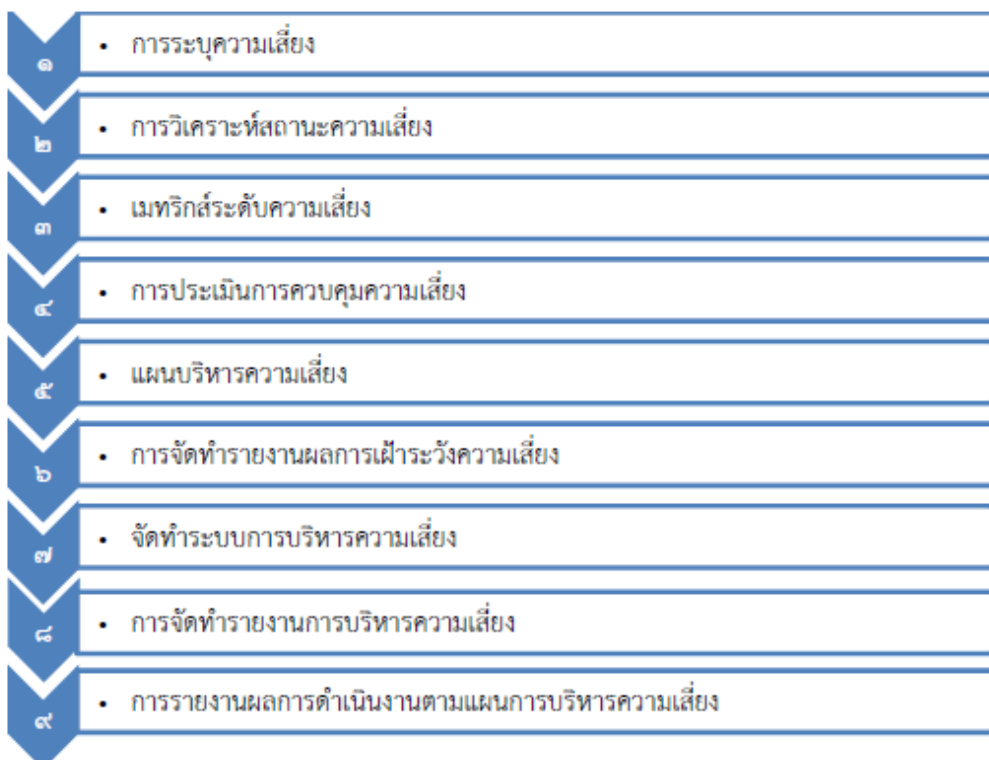 ๑ • การระบุความเสี่ยง
๒ • การวิเคราะห์สถานะความเสี่ยง
๓ • เมทริกส์ระดับความเสี่ยง
๔ • การประเมินการควบคุมความเสี่ยง
๕ • แผนบริหารความเสี่ยง
๖ • การจัดทำรายงานผลการเฝ้าระวังความเสี่ยง
๗ • จัดทำระบบการบริหารความเสี่ยง
๘ • การจัดทำรายงานการบริหารความเสี่ยง
๙ • การรายงานผลการดำเนินงานตามแผนการบริหารความเสี่ยง